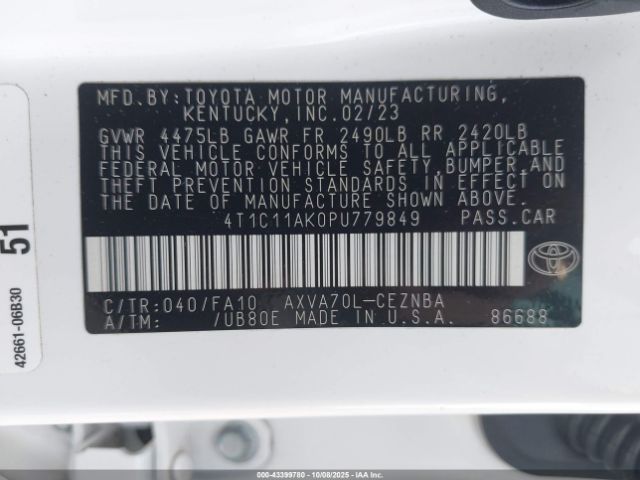 MFD.BY:TOYOTA MOTOR MANUFACTURING,
KENTUCKY,INC.02/23
GVWR 4475LB GAWR FR 2490LB RR 2420LB
THIS VEHICLE CONFORMS TO ALL APPLICABLE
FEDERAL MOTOR VEHICLE SAFETY,BUMPER AND
THEFT PREVENTION STANDARDS IN EFFECT ON
THE DATE OF MANUFACTURE SHOWN ABOVE.
4T1C11AK0PU779849 PASS.CAR
C/TR:040/FA10 AXVA70L-CEZNBA
A/TM: /UB80E MADE IN U.S.A. 86688
42661-06B30 51
000-43399780 - 10/08/2025 - IAA Inc.